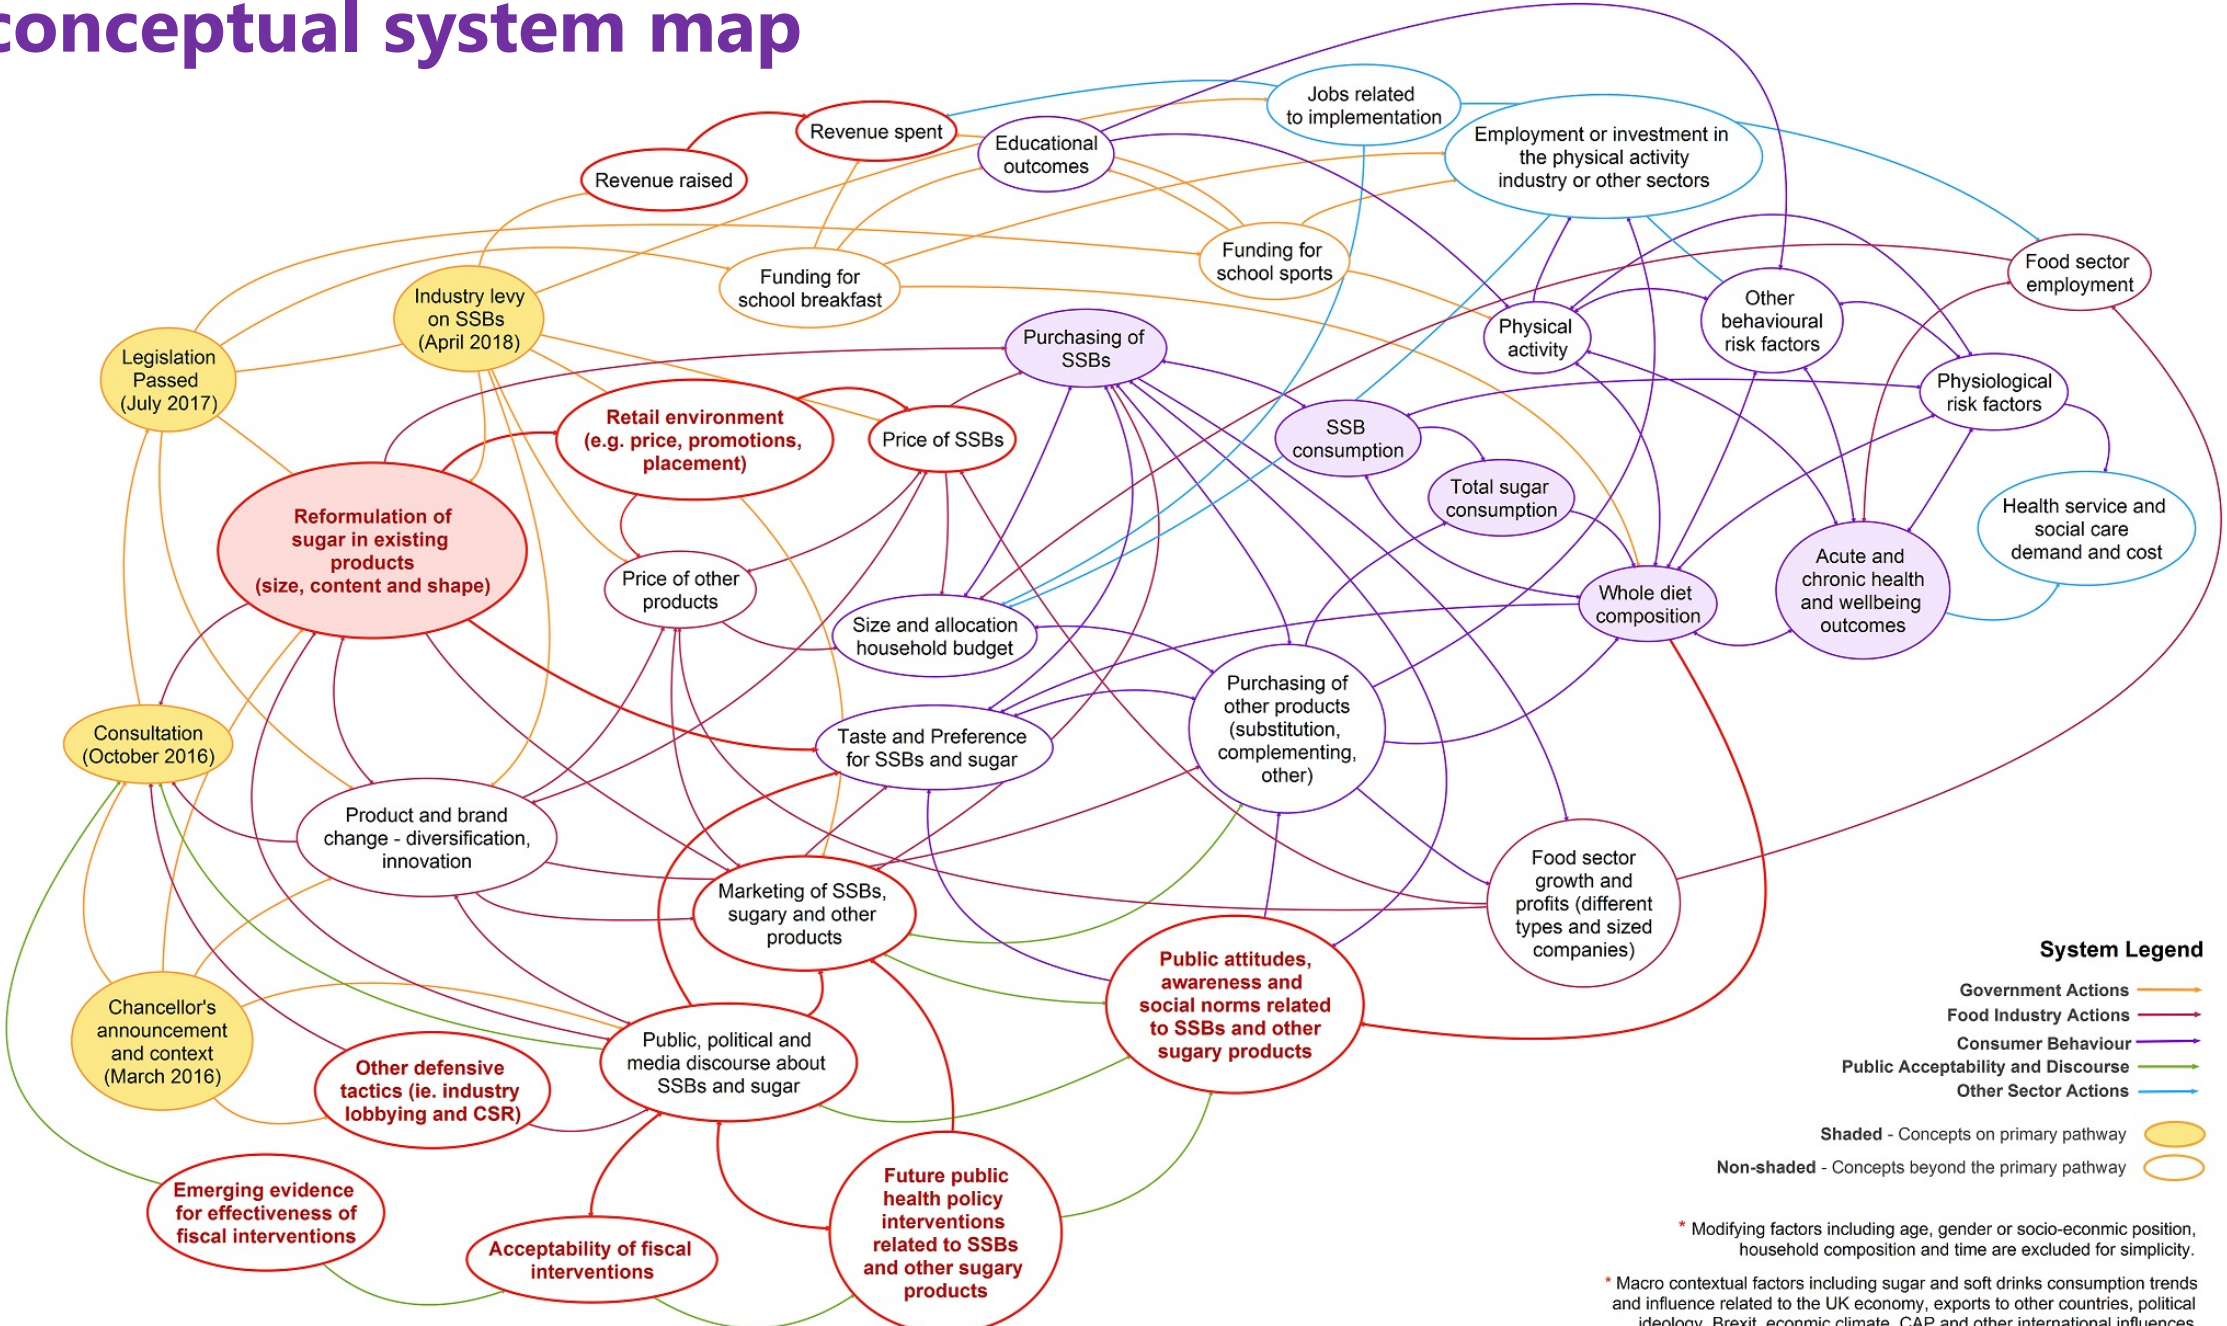 conceptual system map
Jobs related
to implementation
Revenue spent
Educational
outcomes
Employment or investment in
the physical activity
industry or other sectors
Revenue raised
Funding for
school breakfast
Funding for
school sports
Food sector
employment
Industry levy
on SSBs
(April 2018)
Legislation
Passed
(July 2017)
Purchasing of
SSBs
Physical
activity
Other
behavioural
risk factors
Physiological
risk factors
Retail environment
(e.g. price, promotions,
placement)
Price of SSBs
SSB
consumption
Total sugar
consumption
Health service and
social care
demand and cost
Reformulation of
sugar in existing
products
(size, content and shape)
Price of other
products
Size and allocation
household budget
Whole diet
composition
Acute and
chronic health
and wellbeing
outcomes
Consultation
(October 2016)
Taste and Preference
for SSBs and sugar
Purchasing of
other products
(substitution,
complementing,
other)
Product and brand
change - diversification,
innovation
Marketing of SSBs,
sugary and other
products
Food sector
growth and
profits (different
types and sized
companies)
Chancellor's
announcement
and context
(March 2016)
Other defensive
tactics (ie. industry
lobbying and CSR)
Public, political and
media discourse about
SSBs and sugar
Public attitudes,
awareness and
social norms related
to SSBs and other
sugary products
Emerging evidence
for effectiveness of
fiscal interventions
Acceptability of fiscal
interventions
Future public
health policy
interventions
related to SSBs
and other sugary
products
System Legend
Government Actions
Food Industry Actions
Consumer Behaviour
Public Acceptability and Discourse
Other Sector Actions
Shaded - Concepts on primary pathway
Non-shaded - Concepts beyond the primary pathway
* Modifying factors including age, gender or socio-econmic position,
household composition and time are excluded for simplicity.
* Macro contextual factors including sugar and soft drinks consumption trends
and influence related to the UK economy, exports to other countries, political
ideology, Brexit, econmic climate, CAP and other international influences